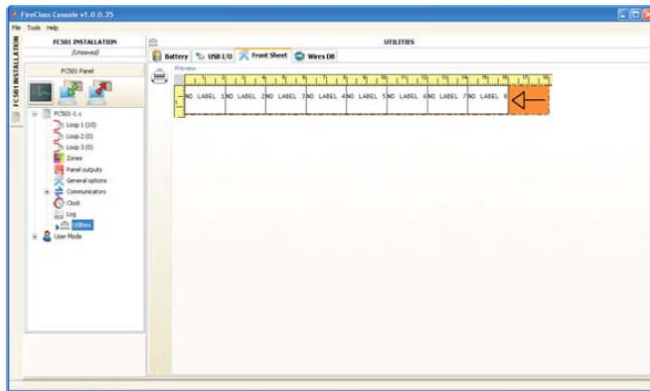 FireClass Console v1.0.0.35
File Tools Help
FC501 INSTALLATION
FC501 INSTALLATION
(Unsaved)
FC501 Panel
FC501-L.x
Loop 1 (10)
Loop 2 (0)
Loop 3 (0)
Zones
Panel outputs
General options
Communicators
Clock
Log
Utilities
User Mode
UTILITIES
Battery USB I/O Front Sheet Wires DB
Preview
NO LABEL 1 NO LABEL 2 NO LABEL 3 NO LABEL 4 NO LABEL 5 NO LABEL 6 NO LABEL 7 NO LABEL 8